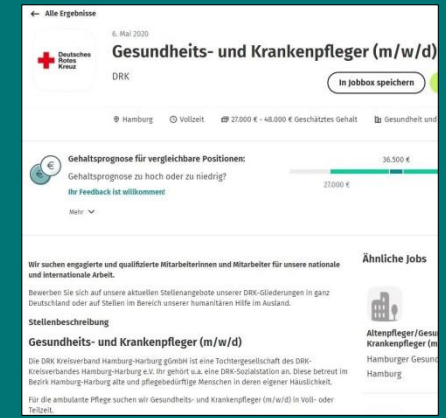 ← Alle Ergebnisse
6. Mai 2020
Deutsches
Rotes
Kreuz
Gesundheits- und Krankenpfleger (m/w/d)
DRK
In Jobbox speichern
Hamburg Vollzeit 27.000 € - 48.000 € Geschätztes Gehalt Gesundheit und
Gehaltsprognose für vergleichbare Positionen:
Gehaltsprognose zu hoch oder zu niedrig?
Ihr Feedback ist willkommen!
Mehr
36.500 €
27.000 €
Wir suchen engagierte und qualifizierte Mitarbeiterinnen und Mitarbeiter für unsere nationale
und internationale Arbeit.
Bewerben Sie sich auf unsere aktuellen Stellenangebote unserer DRK-Gliederungen in ganz
Deutschland oder auf Stellen im Bereich unserer humanitären Hilfe im Ausland.
Stellenbeschreibung
Gesundheits- und Krankenpfleger (m/w/d)
Die DRK Kreisverband Hamburg-Harburg gGmbH ist eine Tochtergesellschaft des DRK-
Kreisverbandes Hamburg-Harburg e.V. Ihr gehört u.a. eine DRK-Sozialstation an. Diese betreut im
Bezirk Hamburg-Harburg alte und pflegebedürftige Menschen in deren eigener Häuslichkeit.
Für die ambulante Pflege suchen wir Gesundheits- und Krankenpfleger (m/w/d) in Voll- oder
Teilzeit.
Ähnliche Jobs
Altenpfleger/Gesu
Krankenpfleger (m
Hamburger Gesund
Hamburg